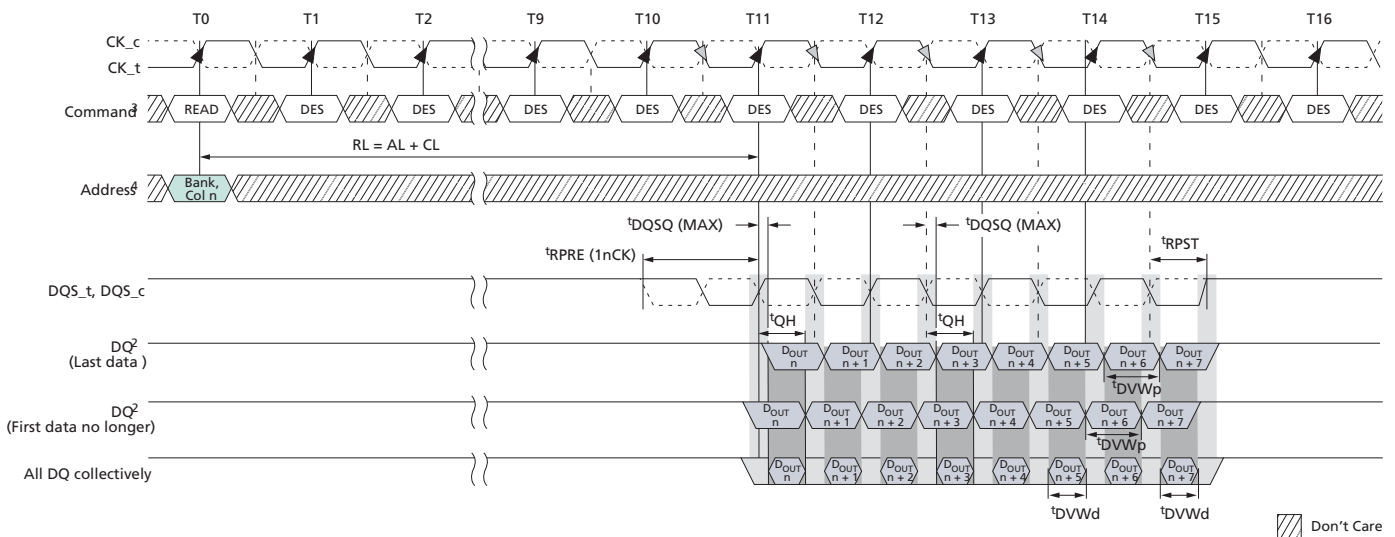 T0 T1 T2 T9 T10 T11 T12 T13 T14 T15 T16
CK_c
CK_t
Command3 READ DES DES DES DES DES DES DES DES DES DES
RL = AL + CL
Address4 Bank,
Col n
tDQSQ (MAX) tDQSQ (MAX)
tRPRE (1nCK) tRPST
DQS_t, DQS_c
tQH tQH
DQ2
(Last data )
DOUT DOUT DOUT DOUT DOUT DOUT DOUT DOUT
n n + 1 n + 2 n + 3 n + 4 n + 5 n + 6 n + 7
tDVWp
DQ2
(First data no longer)
DOUT DOUT DOUT DOUT DOUT DOUT DOUT DOUT
n n + 1 n + 2 n + 3 n + 4 n + 5 n + 6 n + 7
tDVWp
All DQ collectively
DOUT DOUT DOUT DOUT DOUT DOUT DOUT DOUT
n n + 1 n + 2 n + 3 n + 4 n + 5 n + 6 n + 7
tDVWd tDVWd
Don't Care